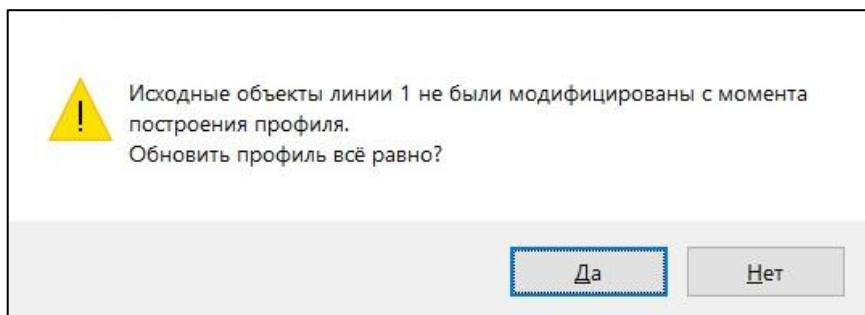 Исходные объекты линии 1 не были модифицированы с момента
построения профиля.
Обновить профиль всё равно?
Да
Нет